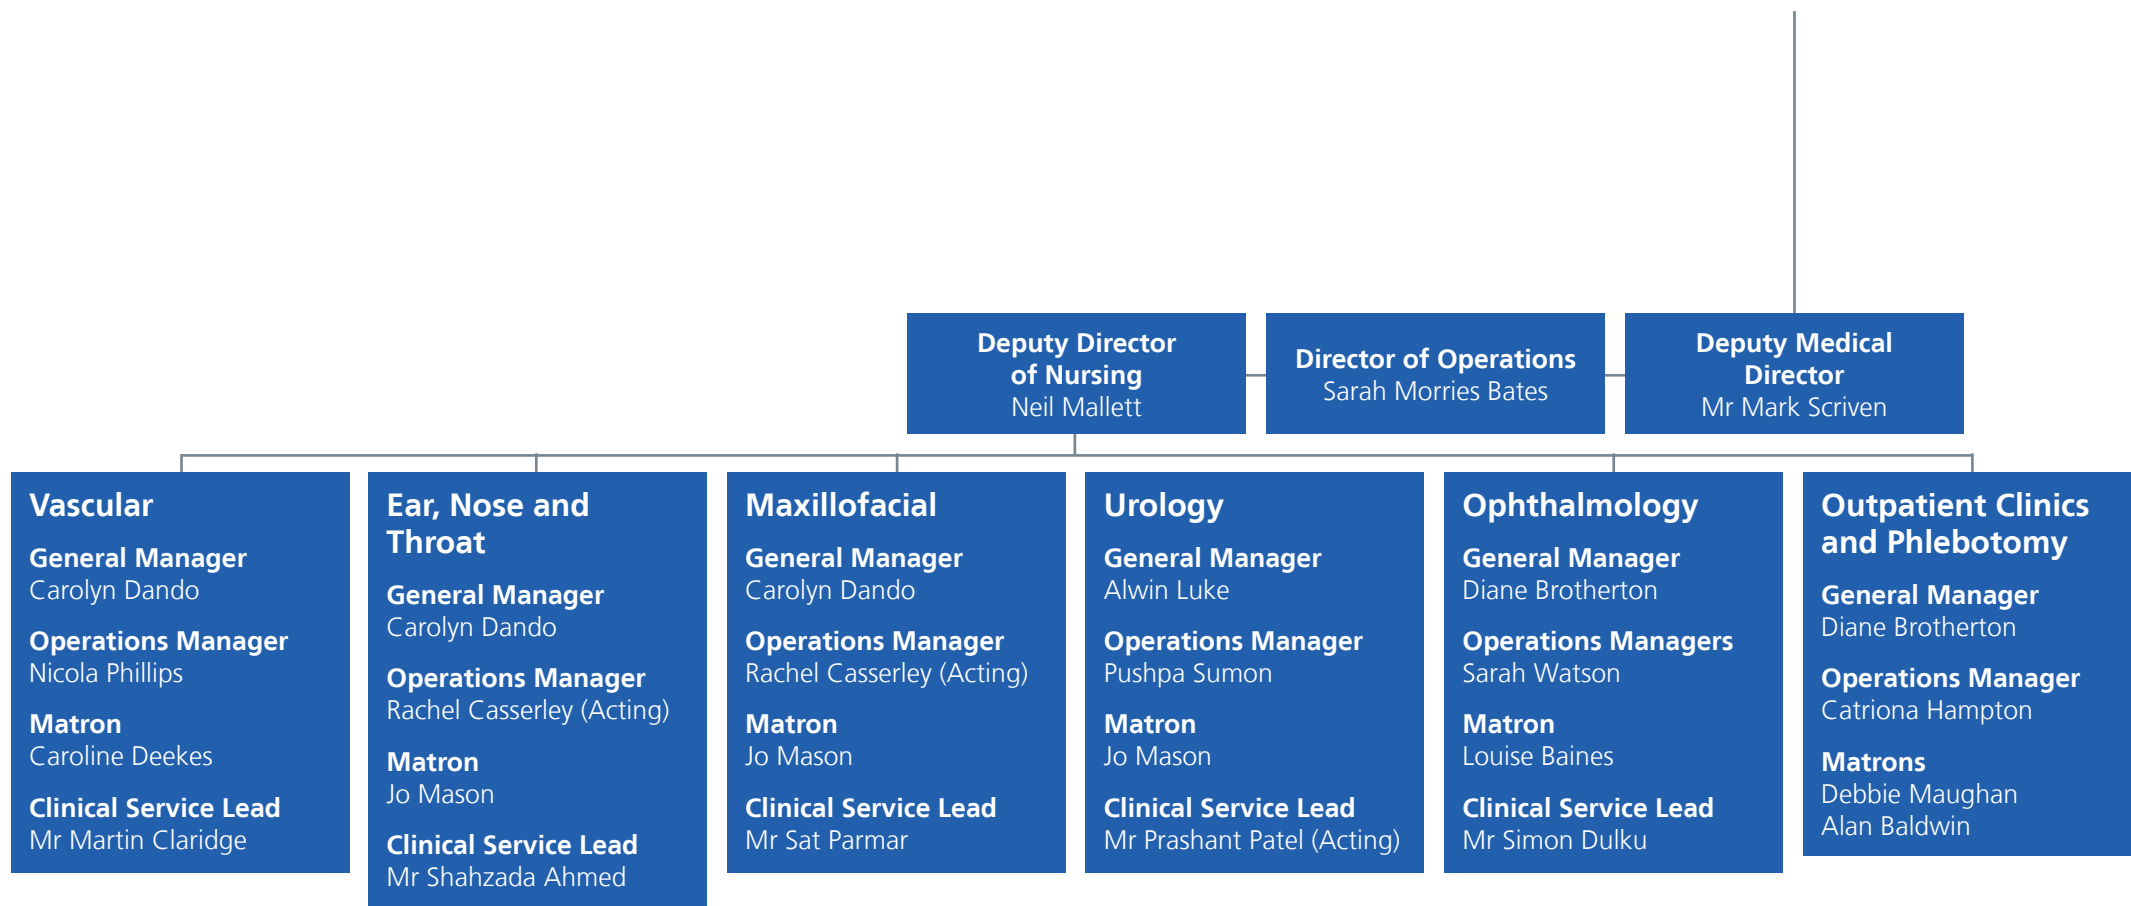 Deputy Director
of Nursing
Neil Mallett
Director of Operations
Sarah Morries Bates
Deputy Medical
Director
Mr Mark Scriven
Vascular
General Manager
Carolyn Dando
Operations Manager
Nicola Phillips
Matron
Caroline Deekes
Clinical Service Lead
Mr Martin Claridge
Ear, Nose and
Throat
General Manager
Carolyn Dando
Operations Manager
Rachel Casserley (Acting)
Matron
Jo Mason
Clinical Service Lead
Mr Shahzada Ahmed
Maxillofacial
General Manager
Carolyn Dando
Operations Manager
Rachel Casserley (Acting)
Matron
Jo Mason
Clinical Service Lead
Mr Sat Parmar
Urology
General Manager
Alwin Luke
Operations Manager
Pushpa Sumon
Matron
Jo Mason
Clinical Service Lead
Mr Prashant Patel (Acting)
Ophthalmology
General Manager
Diane Brotherton
Operations Managers
Sarah Watson
Matron
Louise Baines
Clinical Service Lead
Mr Simon Dulku
Outpatient Clinics
and Phlebotomy
General Manager
Diane Brotherton
Operations Manager
Catriona Hampton
Matrons
Debbie Maughan
Alan Baldwin